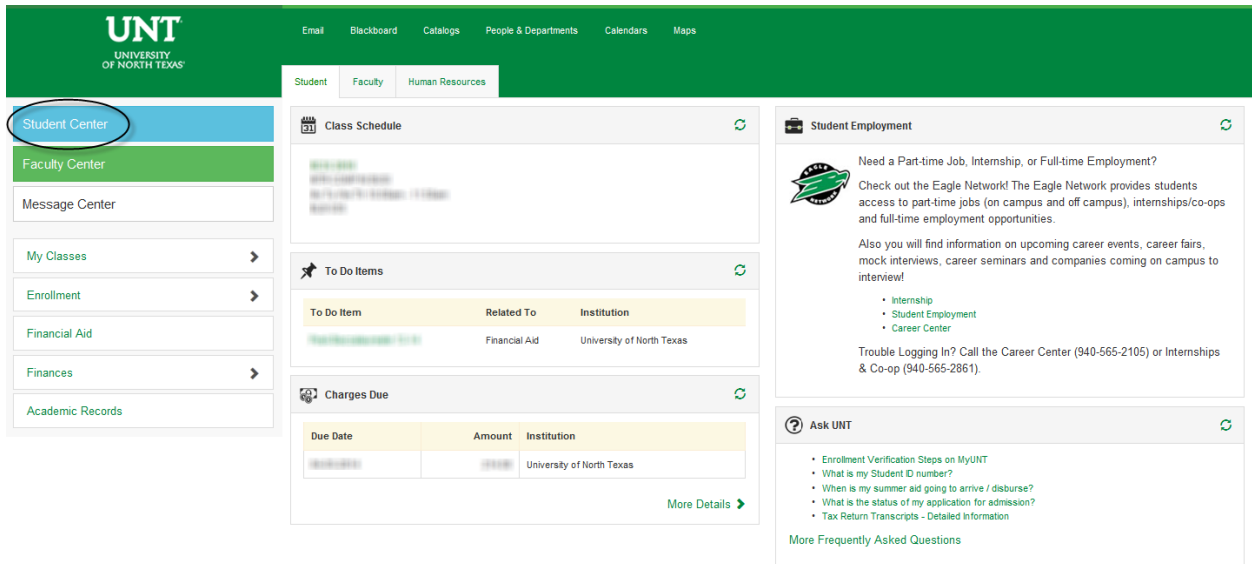 UNT
UNIVERSITY
OF NORTH TEXAS
Email Blackboard Catalogs People & Departments Calendars Maps
Student Faculty Human Resources
Student Center
Faculty Center
Message Center
My Classes
Enrollment
Financial Aid
Finances
Academic Records
31 Class Schedule
To Do Items
To Do Item Related To Institution
Financial Aid University of North Texas
Charges Due
Due Date Amount Institution
University of North Texas
More Details
Student Employment
EAGLE
NETWORK
Need a Part-time Job, Internship, or Full-time Employment?
Check out the Eagle Network! The Eagle Network provides students
access to part-time jobs (on campus and off campus), internships/co-ops
and full-time employment opportunities.
Also you will find information on upcoming career events, career fairs,
mock interviews, career seminars and companies coming on campus to
interview!
• Internship
• Student Employment
• Career Center
Trouble Logging In? Call the Career Center (940-565-2105) or Internships
& Co-op (940-565-2861).
? Ask UNT
• Enrollment Verification Steps on MyUNT
• What is my Student ID number?
• When is my summer aid going to arrive / disburse?
• What is the status of my application for admission?
• Tax Return Transcripts - Detailed Information
More Frequently Asked Questions